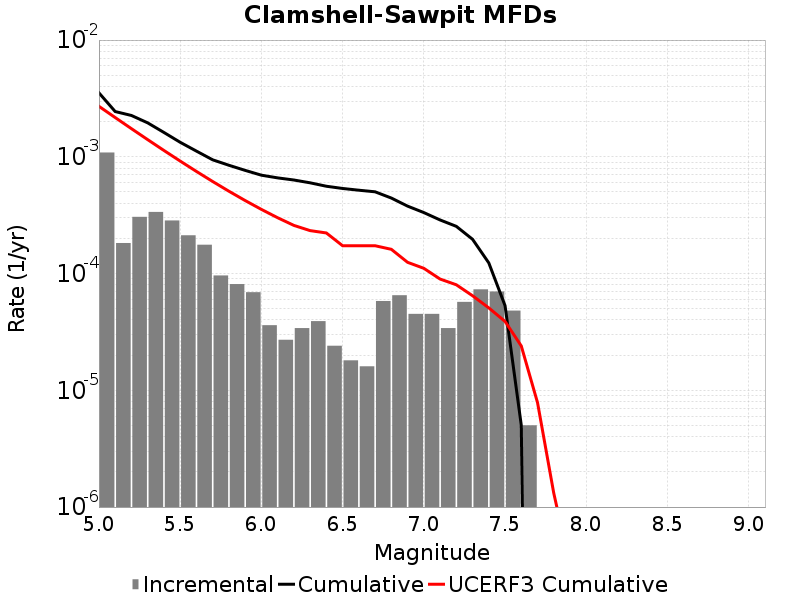 Clamshell-Sawpit MFDs
10-2
10-3
10-4
10-5
10-6
Rate (1/yr)
5.0 5.5 6.0 6.5 7.0 7.5 8.0 8.5 9.0
Magnitude
Incremental Cumulative UCERF3 Cumulative